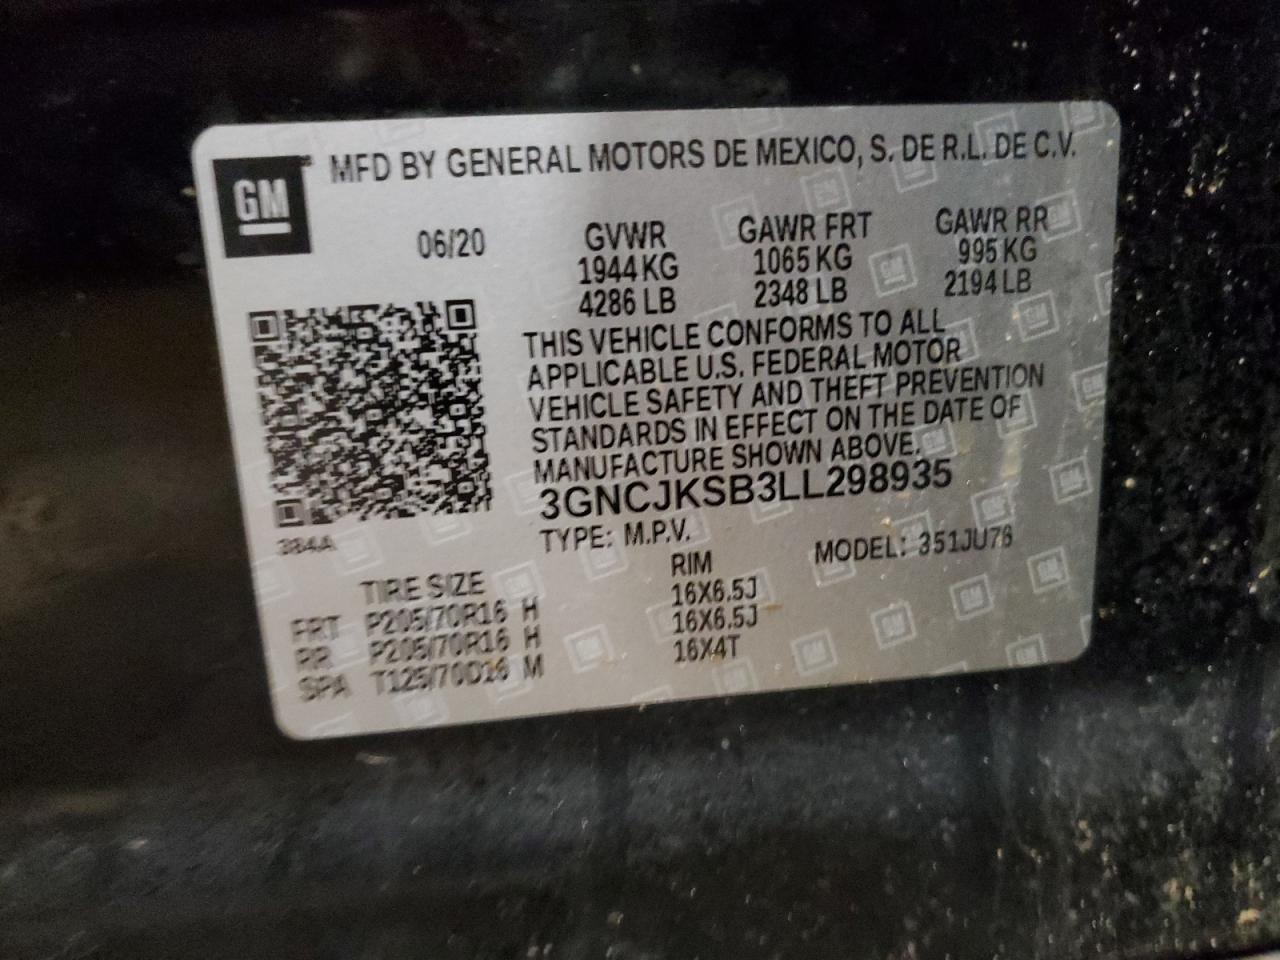 GM
MFD BY GENERAL MOTORS DE MEXICO, S. DE R.L. DE C.V.
06/20 GVWR GAWR FRT GAWR RR
1944 KG 1065 KG 995 KG
4286 LB 2348 LB 2194 LB
THIS VEHICLE CONFORMS TO ALL
APPLICABLE U.S. FEDERAL MOTOR
VEHICLE SAFETY AND THEFT PREVENTION
STANDARDS IN EFFECT ON THE DATE OF
MANUFACTURE SHOWN ABOVE.
3GNCJKSB3LL298935
384A
TYPE: M.P.V. MODEL: 351JU76
TIRE SIZE RIM
FRT P205/70R16 H 16X6.5J
RR P205/70R16 H 16X6.5J
SPA T125/70D16 M 16X4T